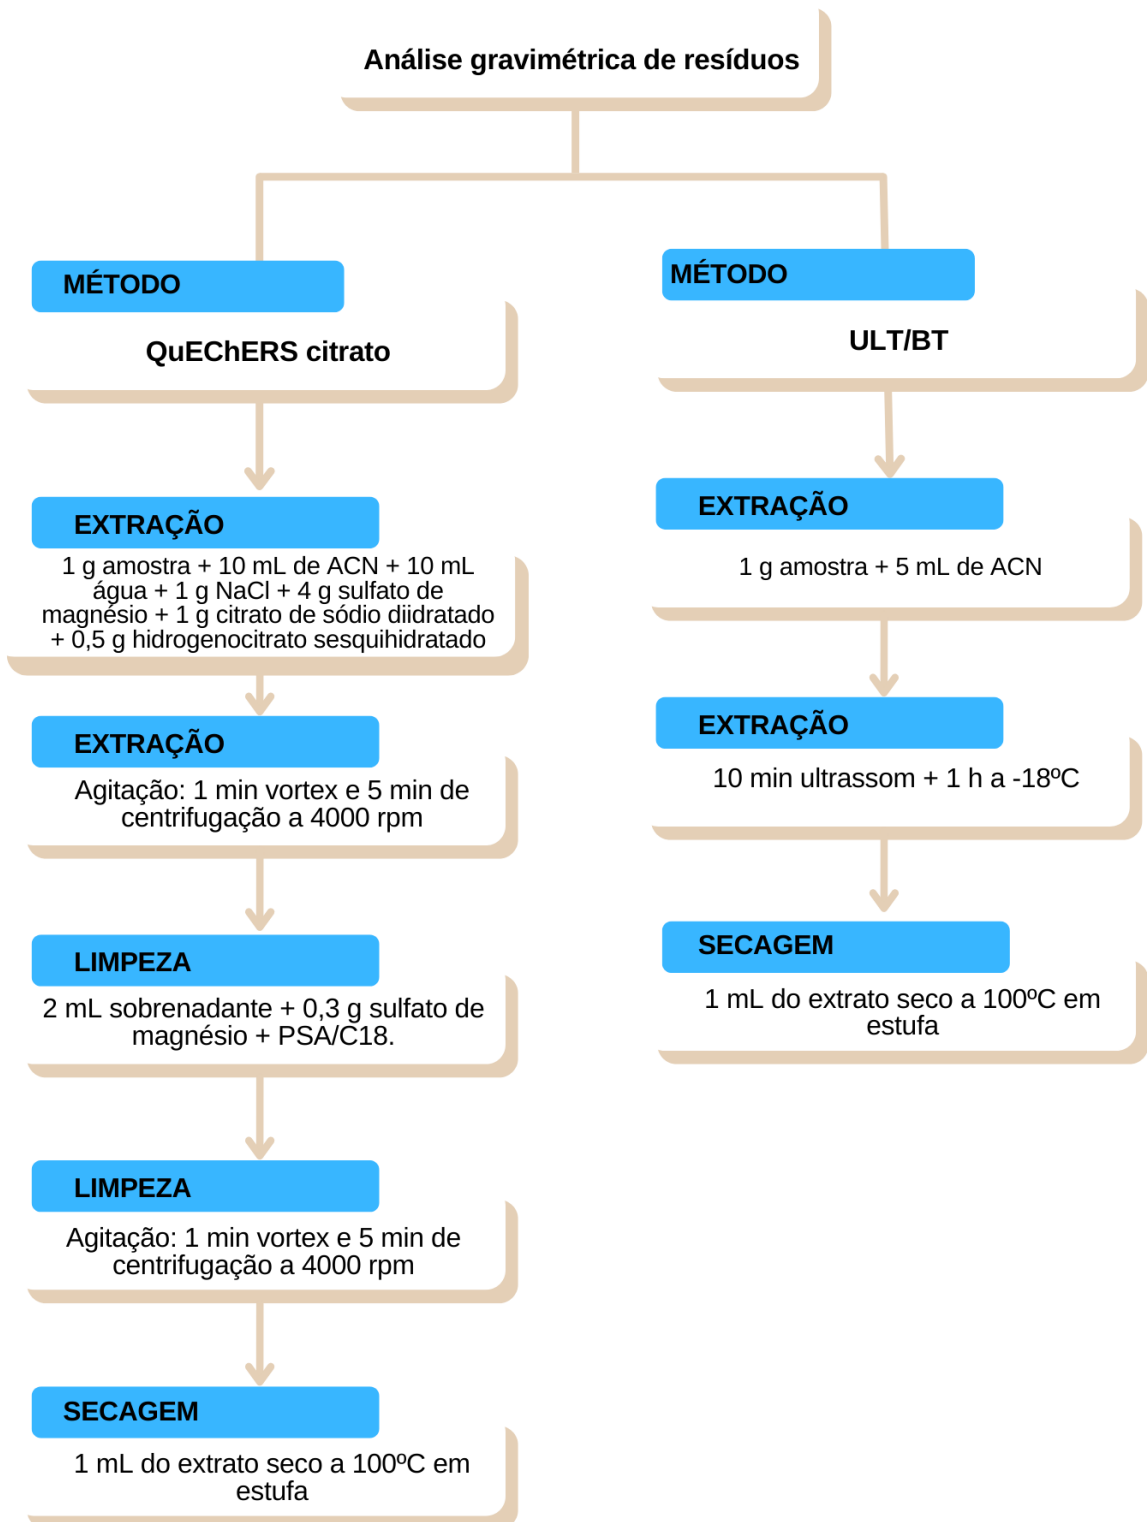 Análise gravimétrica de resíduos
MÉTODO
QuEChERS citrato
EXTRAÇÃO
1 g amostra + 10 mL de ACN + 10 mL
água + 1 g NaCl + 4 g sulfato de
magnésio + 1 g citrato de sódio diidratado
+ 0,5 g hidrogenocitrato sesquihidratado
EXTRAÇÃO
Agitação: 1 min vortex e 5 min de
centrifugação a 4000 rpm
LIMPEZA
2 mL sobrenadante + 0,3 g sulfato de
magnésio + PSA/C18.
LIMPEZA
Agitação: 1 min vortex e 5 min de
centrifugação a 4000 rpm
SECAGEM
1 mL do extrato seco a 100ºC em
estufa
MÉTODO
ULT/BT
EXTRAÇÃO
1 g amostra + 5 mL de ACN
EXTRAÇÃO
10 min ultrassom + 1 h a -18ºC
SECAGEM
1 mL do extrato seco a 100ºC em
estufa